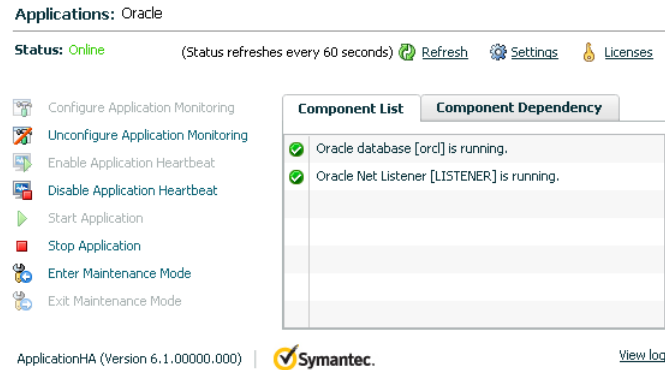 Applications: Oracle
Status: Online (Status refreshes every 60 seconds) Refresh Settings Licenses
Configure Application Monitoring
Unconfigure Application Monitoring
Enable Application Heartbeat
Disable Application Heartbeat
Start Application
Stop Application
Enter Maintenance Mode
Exit Maintenance Mode
Component List Component Dependency
Oracle database [orcl] is running.
Oracle Net Listener [LISTENER] is running.
ApplicationHA (Version 6.1.00000.000) Symantec. View log